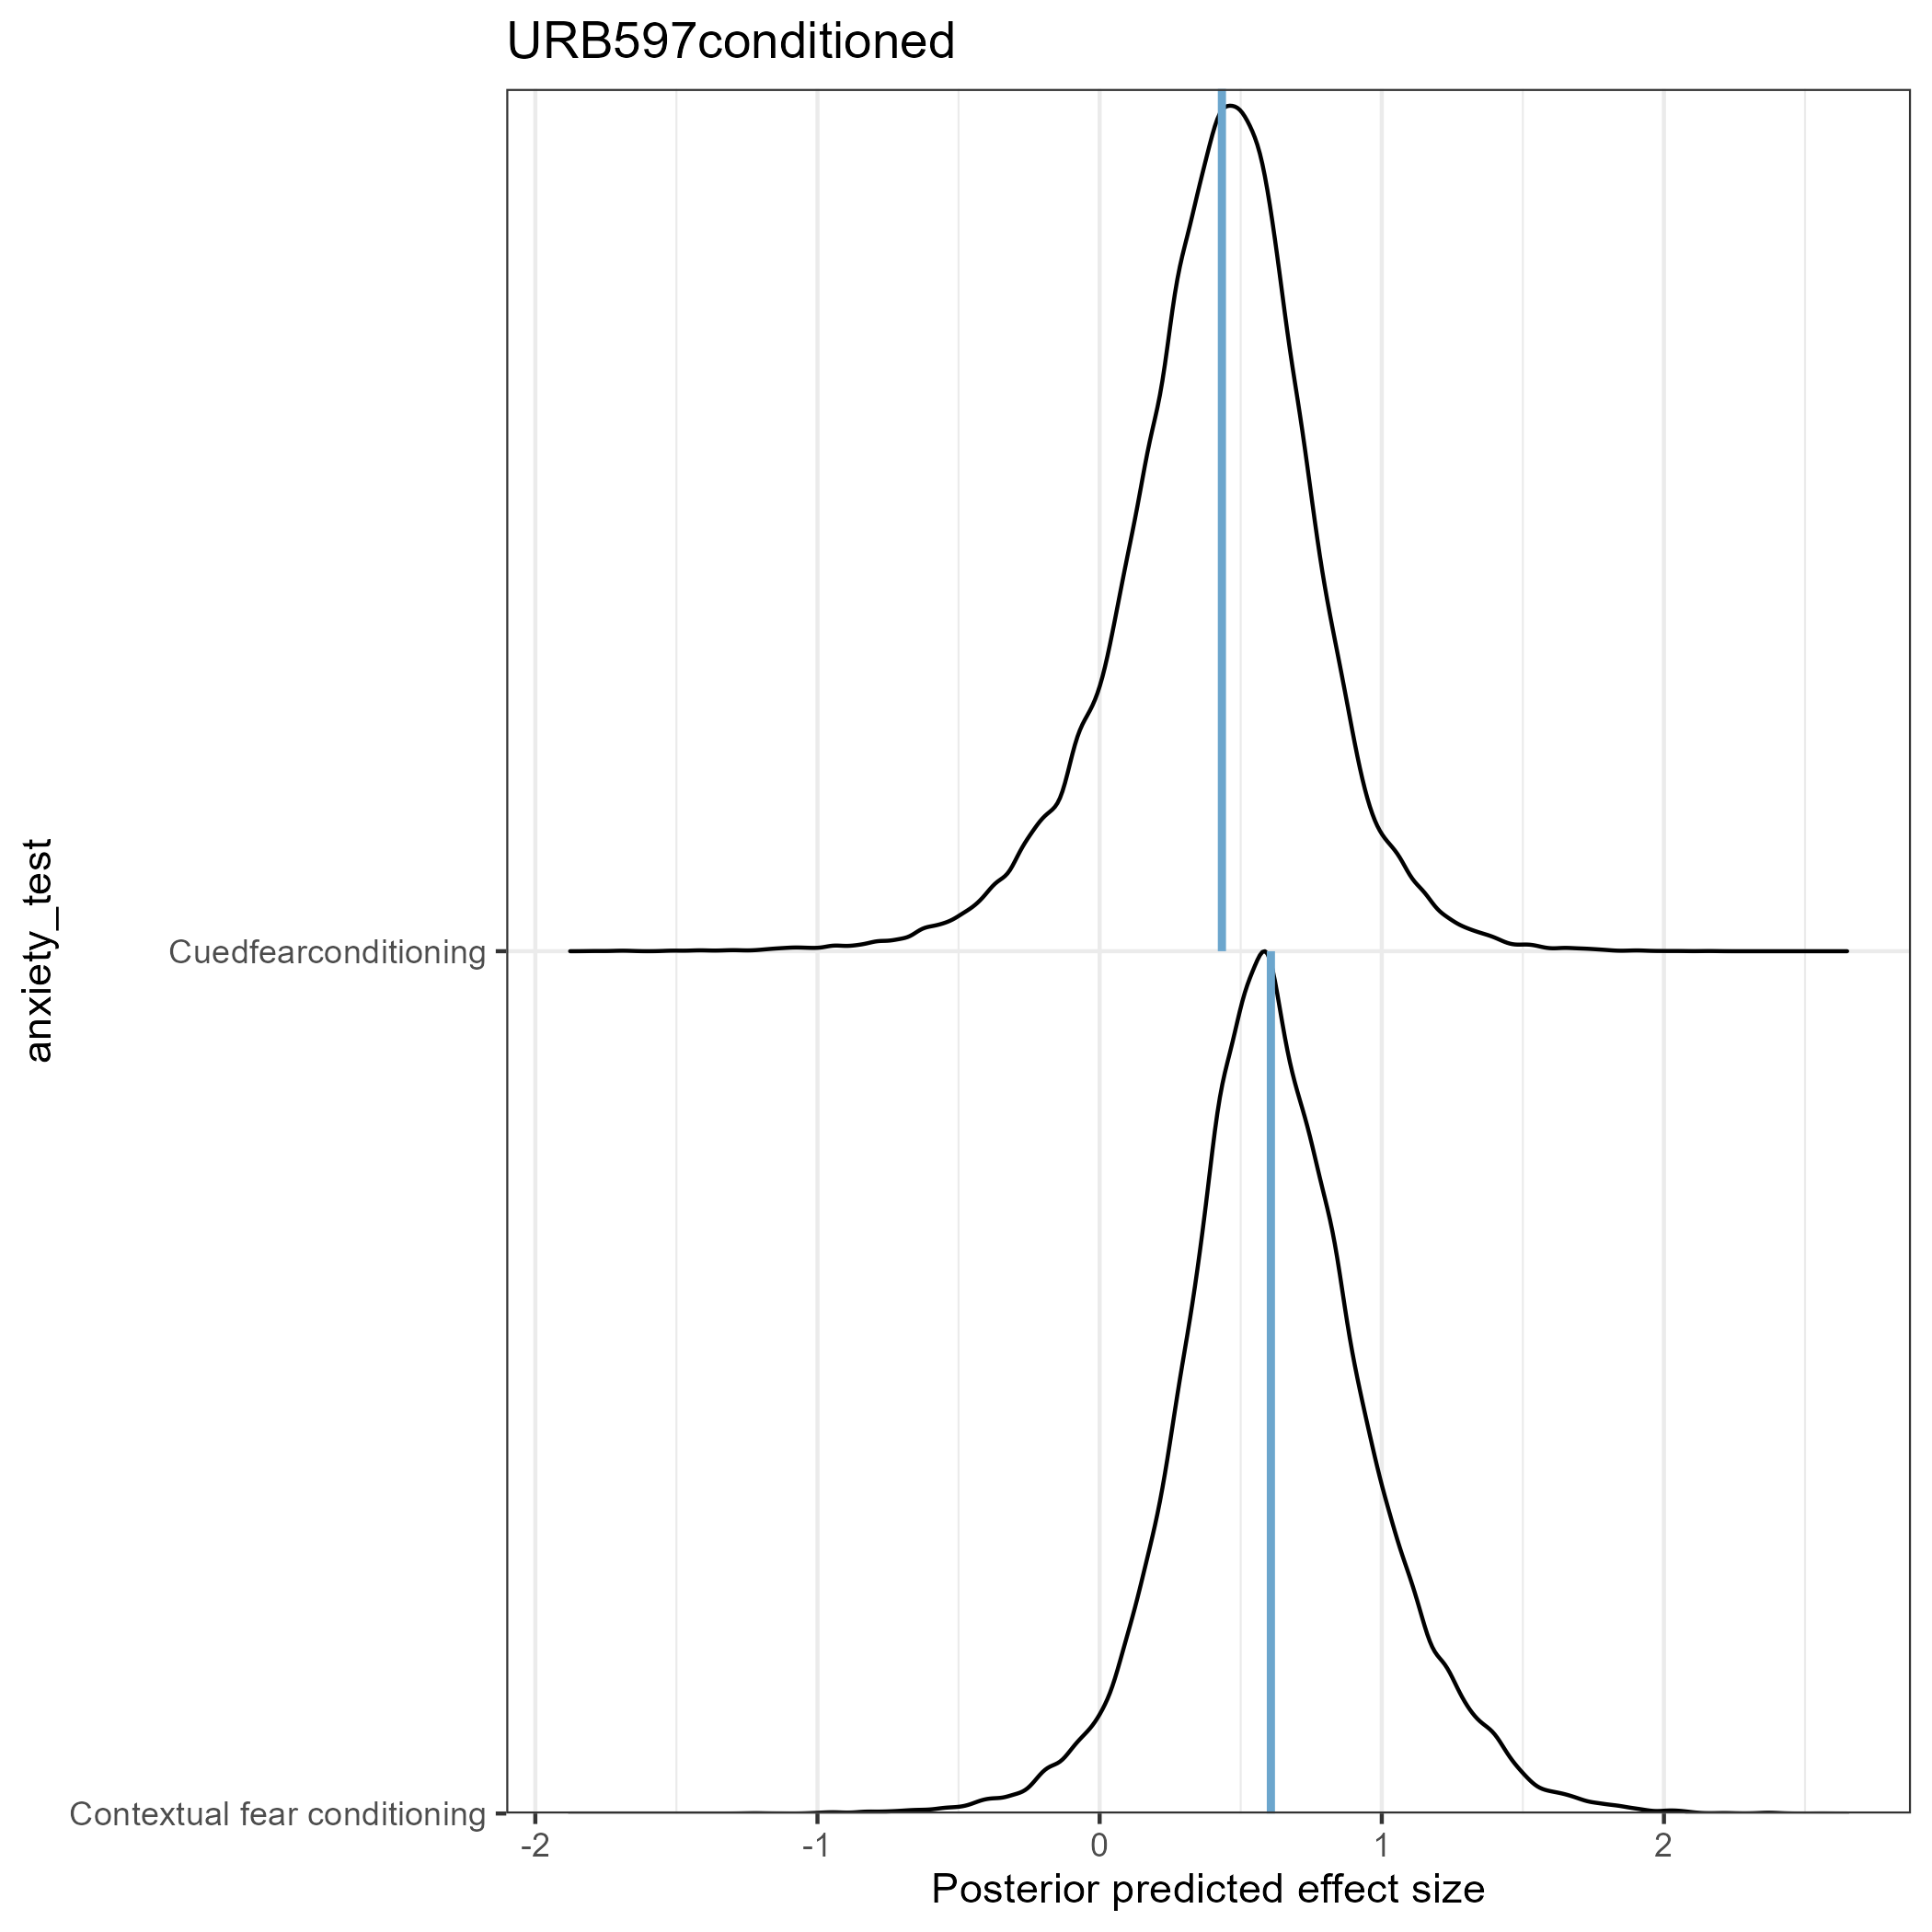 URB597conditioned
anxiety_test
Cuedfearconditioning
Contextual fear conditioning
-2
-1
0
1
2
Posterior predicted effect size